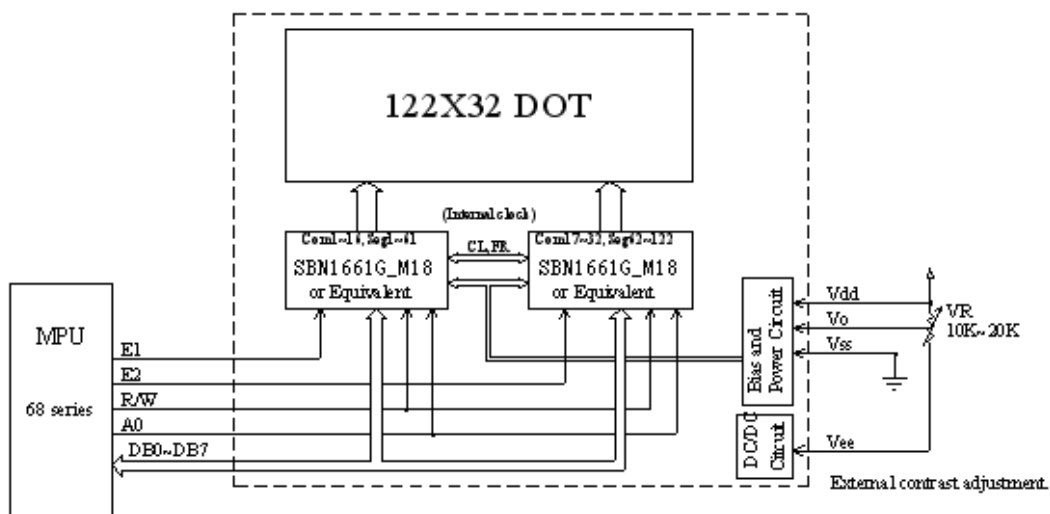 122X32 DOT
(Internal clock)
Com1~16,Seg1~61
CL,FR
Com17~32,Seg62~122
SBN1661G_M18
or Equivalent
SBN1661G_M18
or Equivalent
MPU
68 series
E1
E2
R/W
A0
DB0~DB7
Bias and
Power Circuit
DC/DC
Citcuit
Vdd
Vo
Vss
Vee
VR
10K~20K
External contrast adjustment.